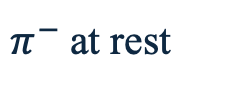 π⁻ at rest